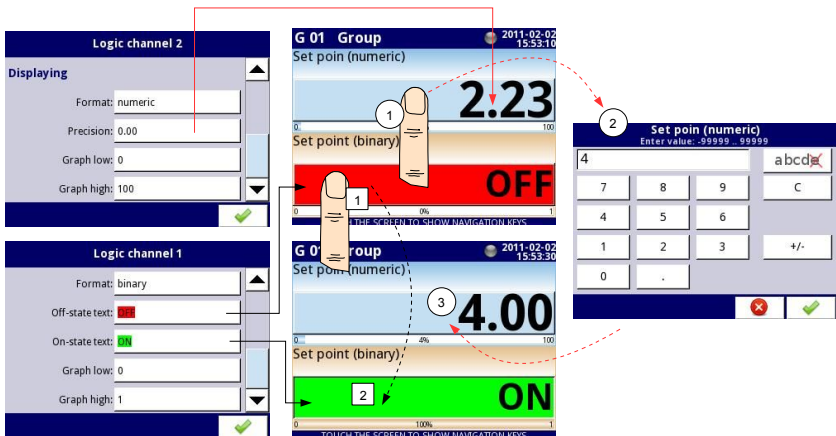 Logic channel 2
Displaying
Format: numeric
Precision: 0.00
Graph low: 0
Graph high: 100
G 01 Group
2011-02-02
15:53:10
Set poin (numeric)
2.23
0 % 100
Set point (binary)
OFF
0 0% 1
H THE SCREEN TO SHOW NAVIGATION KEYS
1
1
2
Set poin (numeric)
Enter value: -99999 .. 99999
4
abcde
7 8 9 C
4 5 6
1 2 3 +/-
0 .
Logic channel 1
Format: binary
Off-state text: OFF
On-state text: ON
Graph low: 0
Graph high: 1
G 01 roup
2011-02-02
15:53:30
Set poin (numeric)
3
4.00
0 4% 100
Set point (binary)
2
ON
0 100% 1
TOUCH THE SCREEN TO SHOW NAVIGATION KEYS